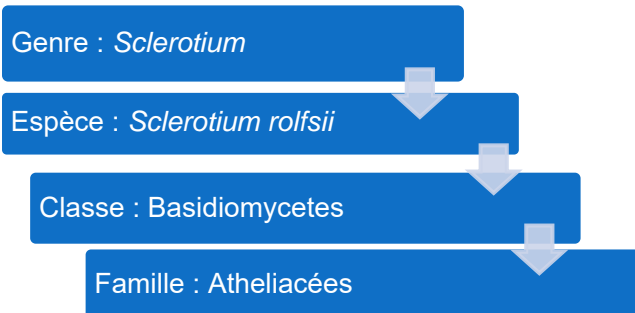 Genre : Sclerotium
Espèce : Sclerotium rolfsii
Classe : Basidiomycetes
Famille : Atheliacées